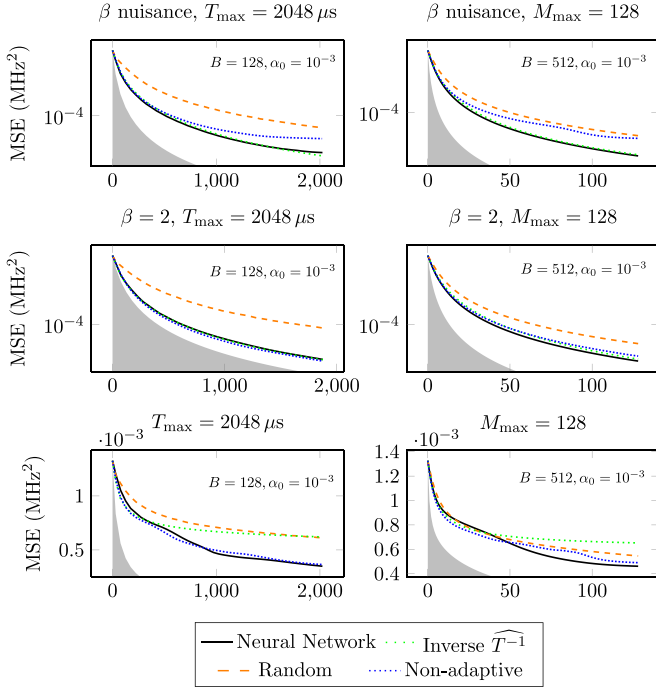 β nuisance, T_max = 2048 μs
β nuisance, M_max = 128
MSE (MHz²)
10⁻⁴
B = 128, α₀ = 10⁻³
0 1,000 2,000
10⁻⁴
B = 512, α₀ = 10⁻³
0 50 100
β = 2, T_max = 2048 μs
β = 2, M_max = 128
MSE (MHz²)
10⁻⁴
B = 128, α₀ = 10⁻³
0 1,000 2,000
10⁻⁴
B = 512, α₀ = 10⁻³
0 50 100
T_max = 2048 μs
M_max = 128
MSE (MHz²)
·10⁻³
1
0.5
B = 128, α₀ = 10⁻³
0 1,000 2,000
·10⁻³
1.4
1.2
1
0.8
0.6
0.4
B = 512, α₀ = 10⁻³
0 50 100
Neural Network
Inverse \widehat{T⁻¹}
Random
Non-adaptive